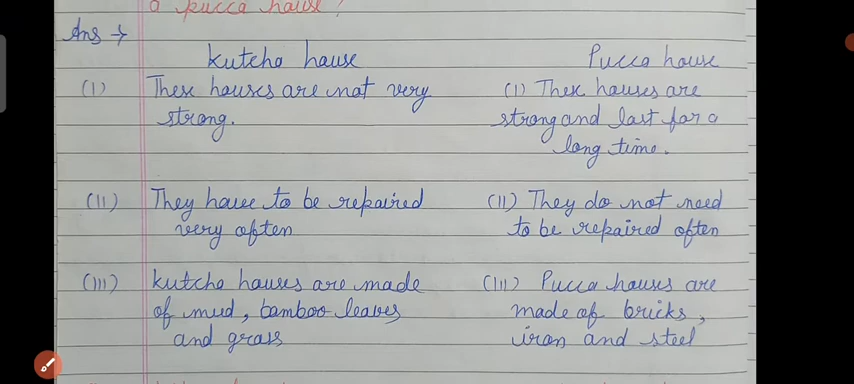 a pucca house?
Ans →
Kutcha house Pucca house
(I) These houses are not very (I) These houses are
strong. strong and last for a
long time.
(II) They have to be repaired (II) They do not need
very often to be repaired often
(III) Kutcha houses are made (III) Pucca houses are
of mud, bamboo leaves made of bricks,
and grass iron and steel